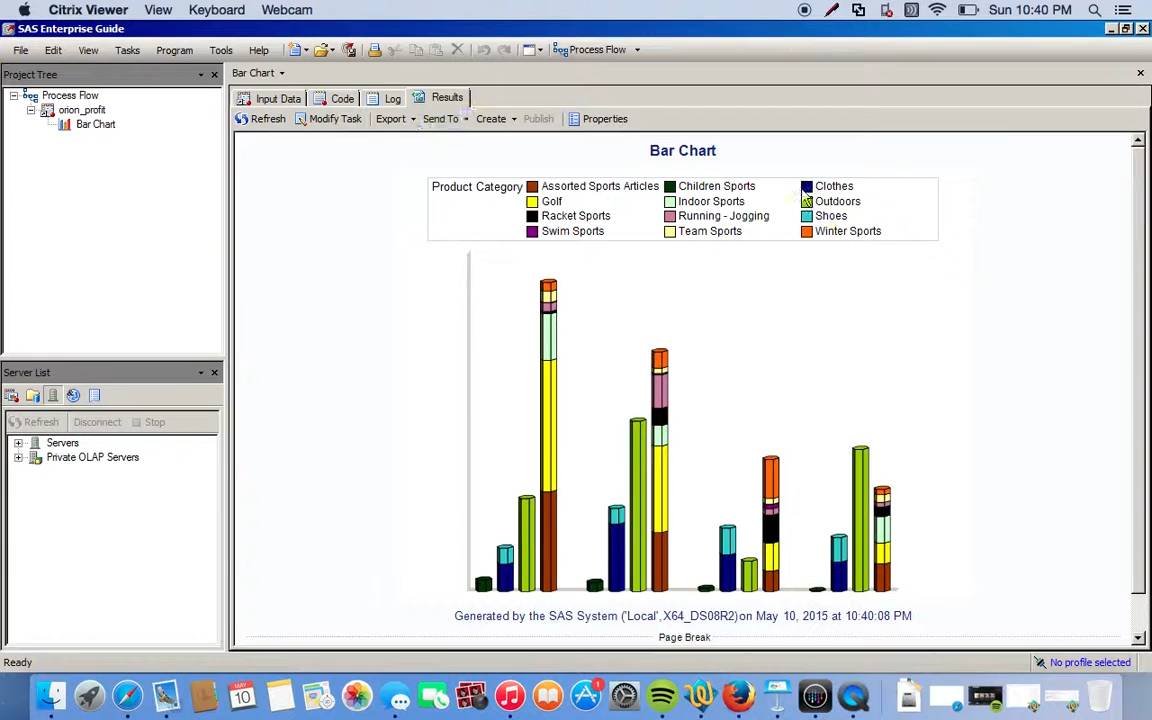 Citrix Viewer View Keyboard Webcam Sun 10:40 PM
SAS Enterprise Guide
File Edit View Tasks Program Tools Help Process Flow
Project Tree
Process Flow
orion_profit
Bar Chart
Server List
Refresh Disconnect Stop
Servers
Private OLAP Servers
Bar Chart
Input Data Code Log Results
Refresh Modify Task Export Send To Create Publish Properties
Bar Chart
Product Category Assorted Sports Articles Children Sports Clothes
Golf Indoor Sports Outdoors
Racket Sports Running - Jogging Shoes
Swim Sports Team Sports Winter Sports
Generated by the SAS System ('Local', X64_DS08R2) on May 10, 2015 at 10:40:08 PM
Page Break
Ready No profile selected
MAY
10
1